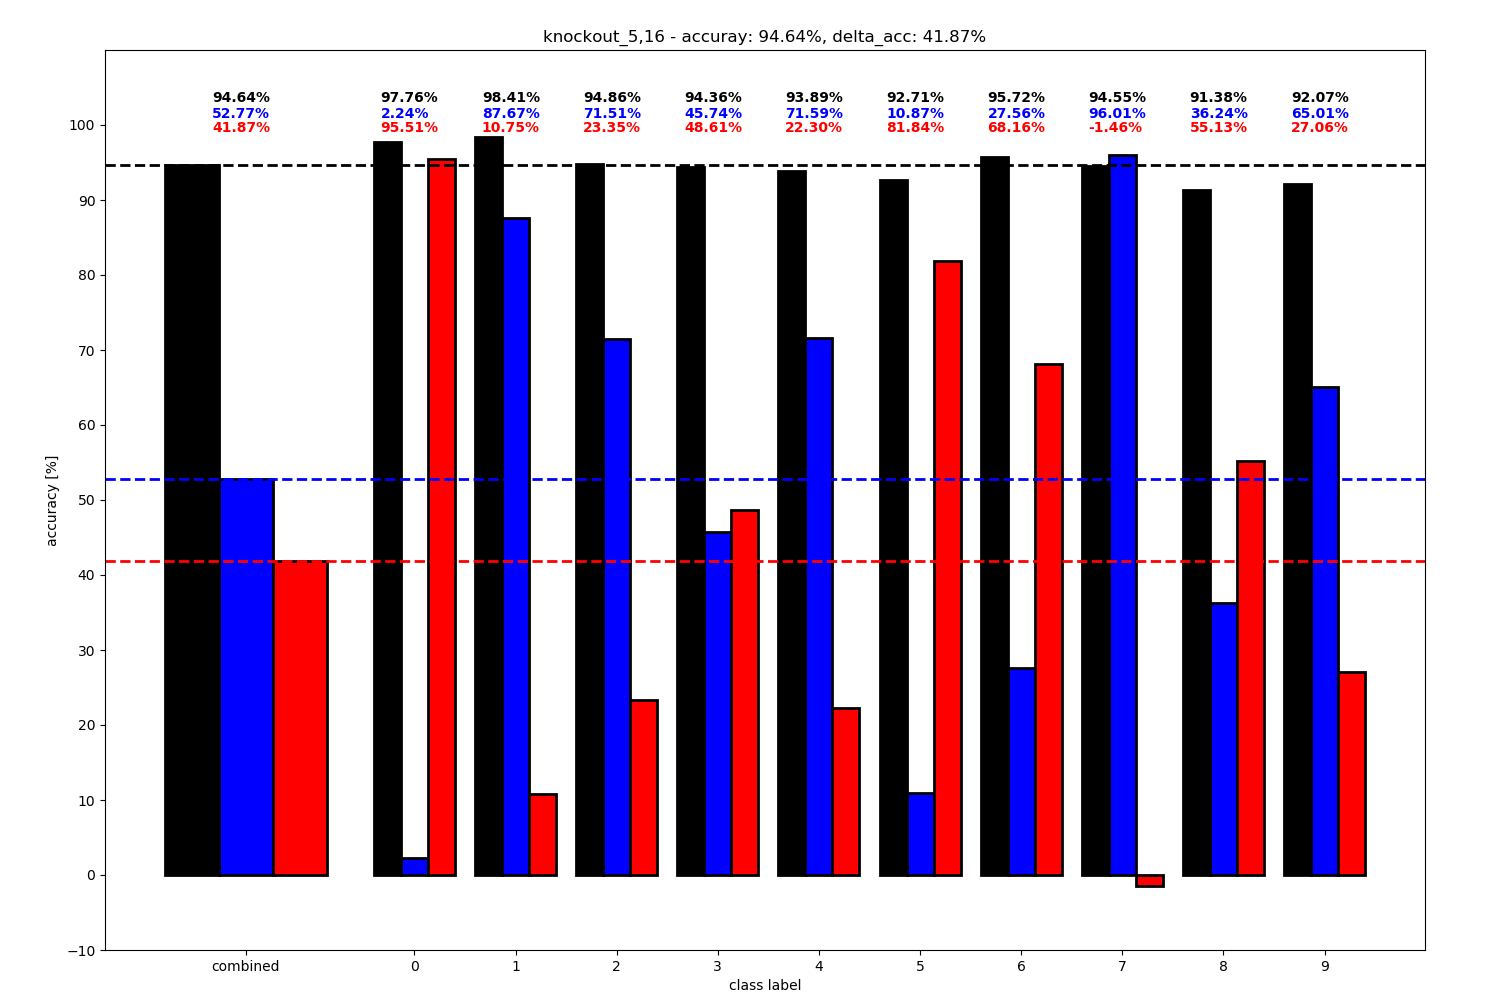 knockout_5,16 - accuray: 94.64%, delta_acc: 41.87%
94.64% 97.76% 98.41% 94.86% 94.36% 93.89% 92.71% 95.72% 94.55% 91.38% 92.07%
52.77% 2.24% 87.67% 71.51% 45.74% 71.59% 10.87% 27.56% 96.01% 36.24% 65.01%
41.87% 95.51% 10.75% 23.35% 48.61% 22.30% 81.84% 68.16% -1.46% 55.13% 27.06%
100
90
80
70
60
50
40
30
20
10
0
−10
accuracy [%]
combined 0 1 2 3 4 5 6 7 8 9
class label